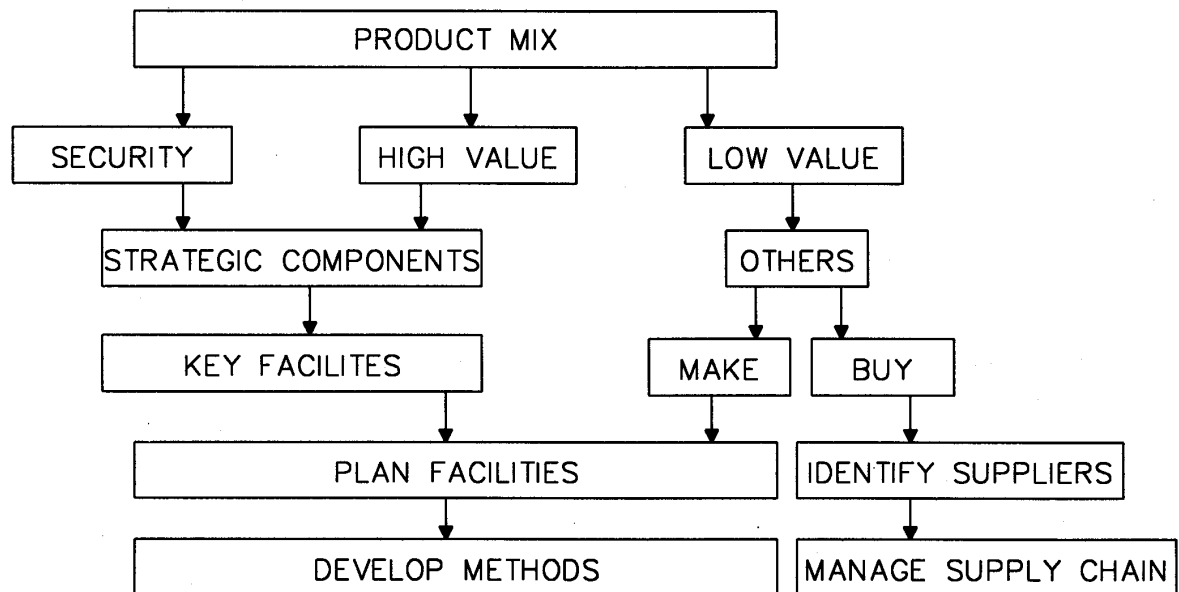 PRODUCT MIX
SECURITY
HIGH VALUE
LOW VALUE
STRATEGIC COMPONENTS
OTHERS
KEY FACILITES
MAKE
BUY
PLAN FACILITIES
IDENTIFY SUPPLIERS
DEVELOP METHODS
MANAGE SUPPLY CHAIN